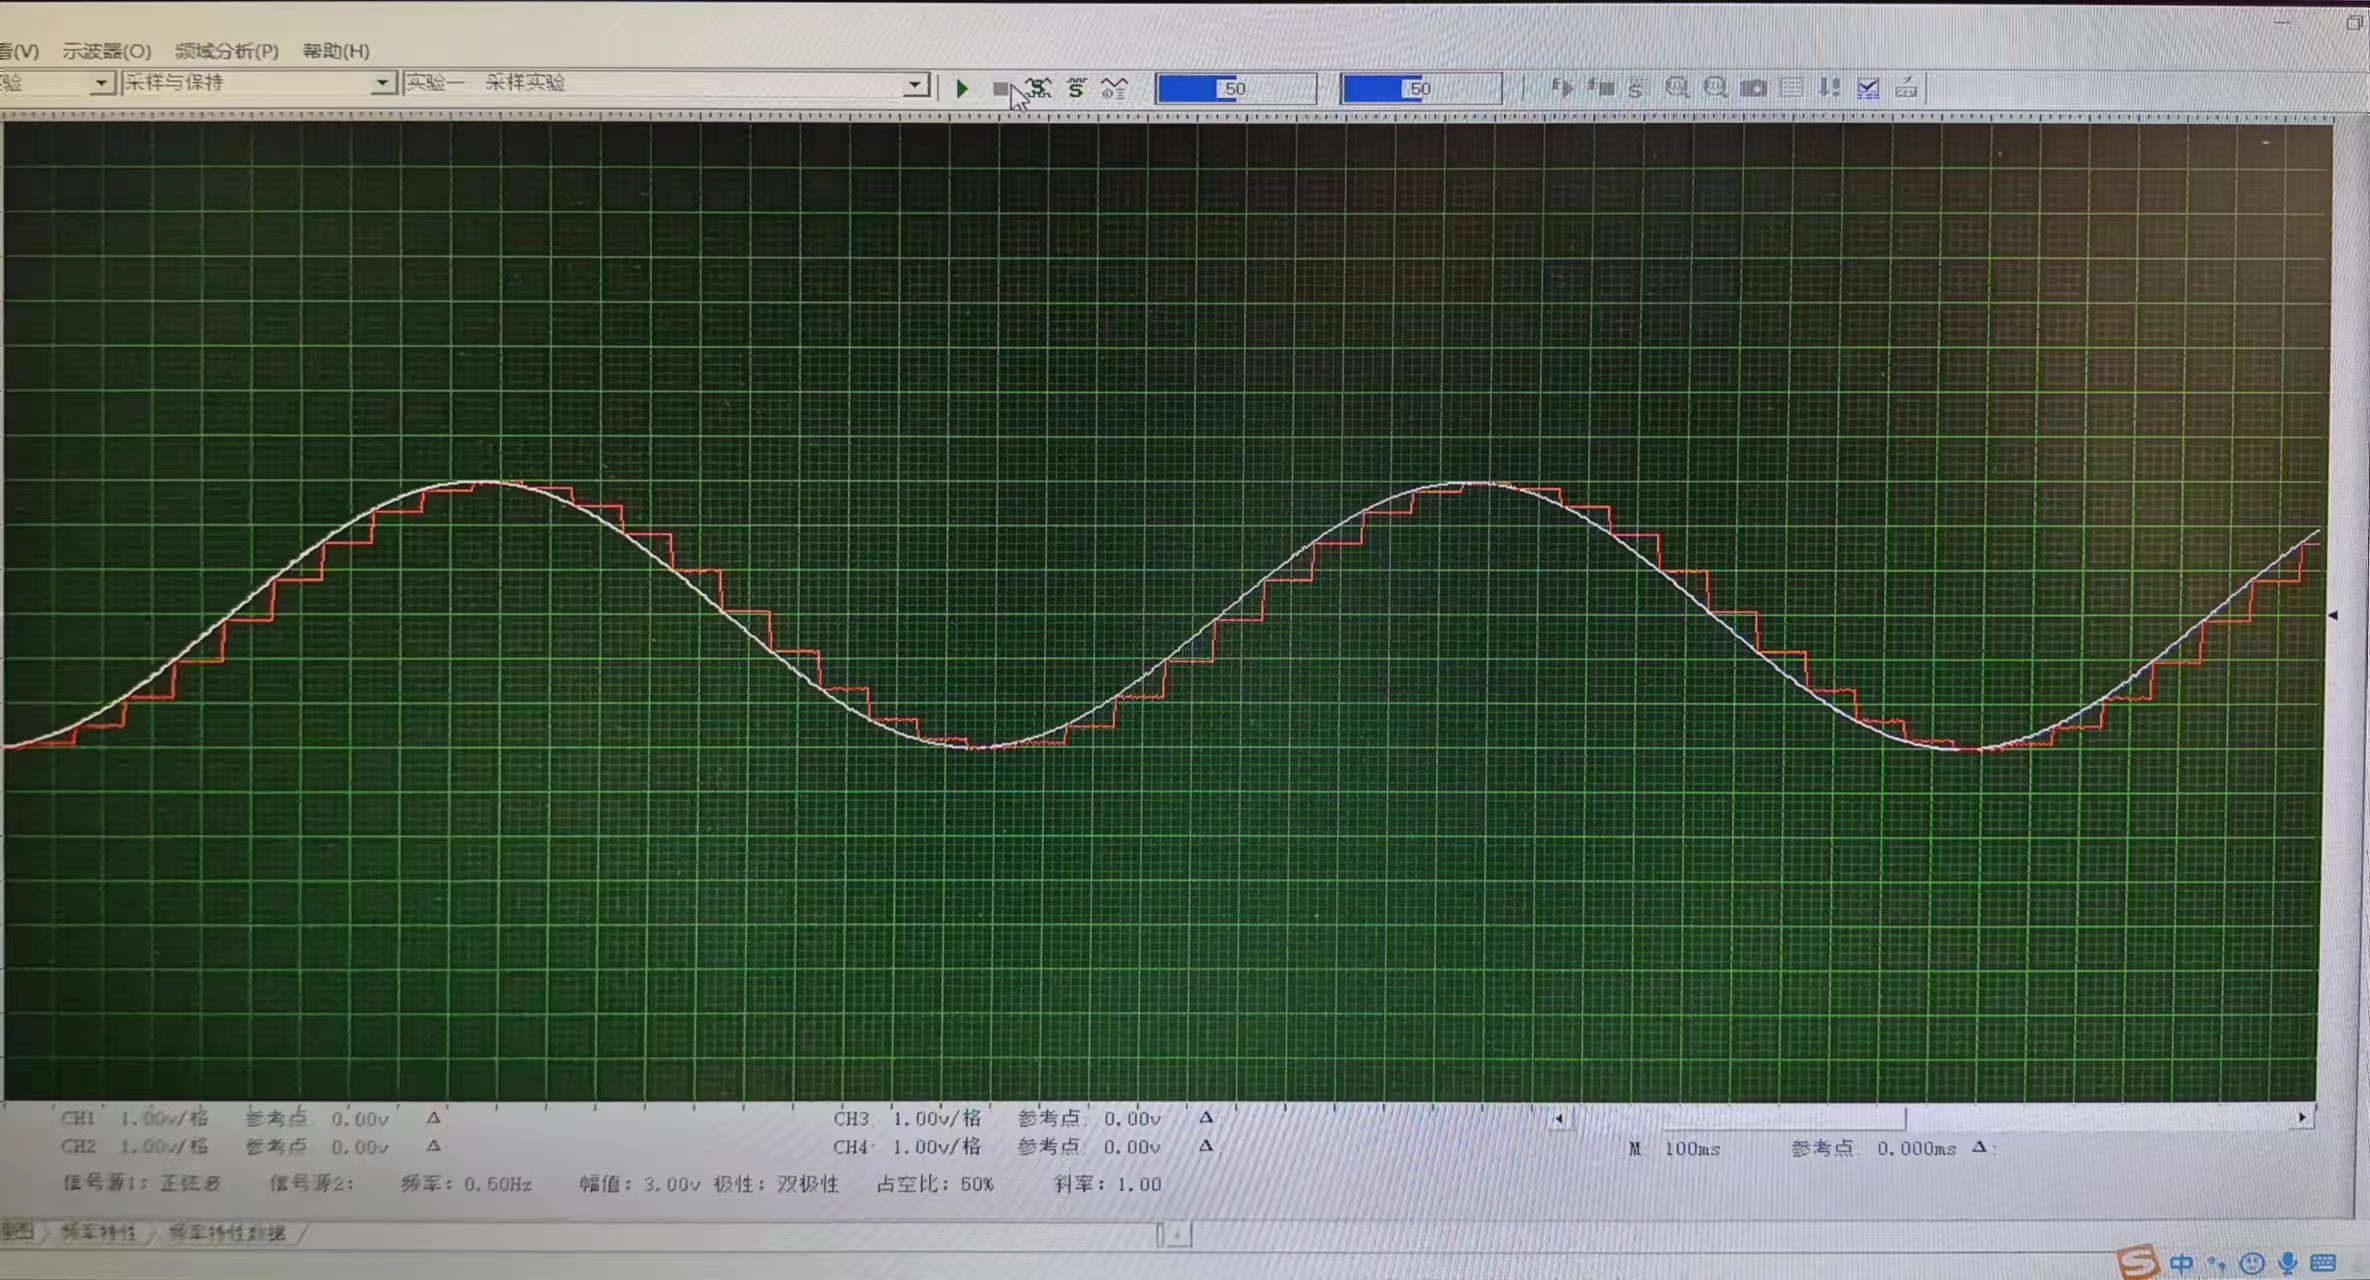 看(V) 示波器(O) 频域分析(P) 帮助(H)
验 采样与保持 实验一 采样实验 50 50
CH1 1.00v/格 参考点 0.00v Δ CH3: 1.00v/格 参考点: 0.00v Δ
CH2 1.00v/格 参考点 0.00v Δ CH4: 1.00v/格 参考点: 0.00v Δ: M 100ms 参考点 0.000ms Δ:
信号源1: 正弦波 信号源2: 频率: 0.50Hz 幅值: 3.00v 极性: 双极性 占空比: 50% 斜率: 1.00
频率特性 频率特性数据
中